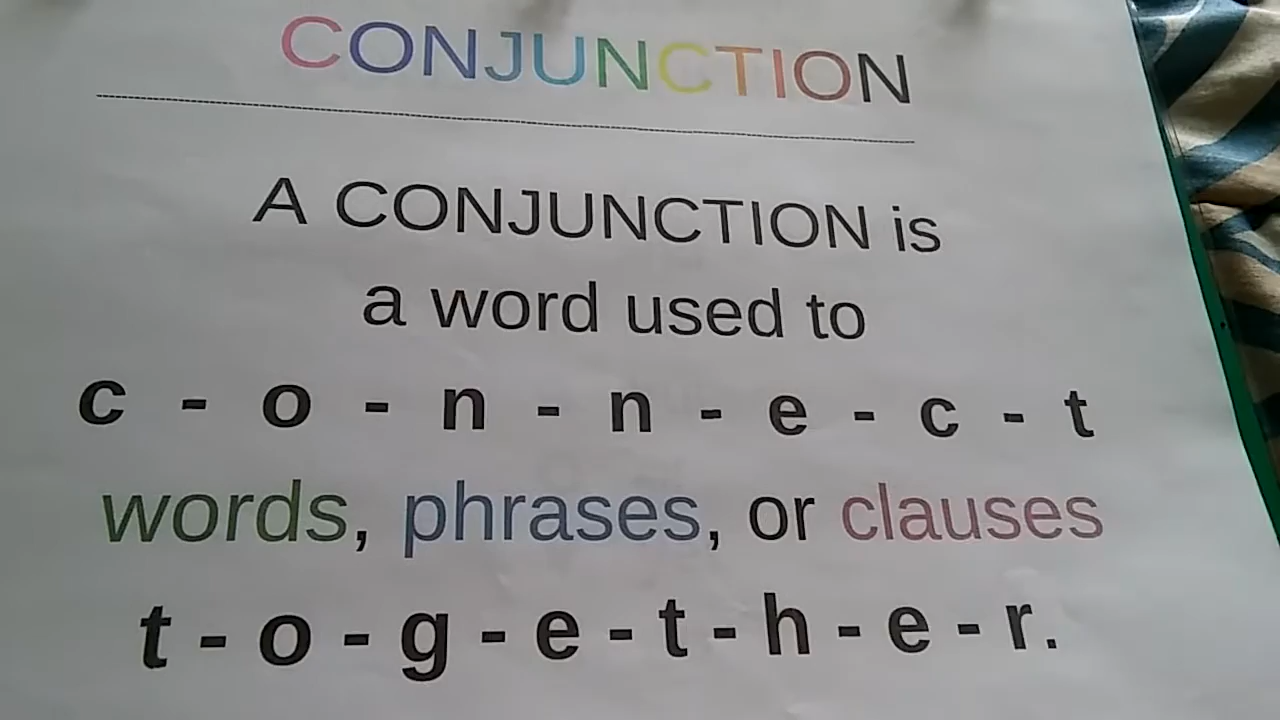 CONJUNCTION
A CONJUNCTION is
a word used to
c - o - n - n - e - c - t
words, phrases, or clauses
t - o - g - e - t - h - e - r.